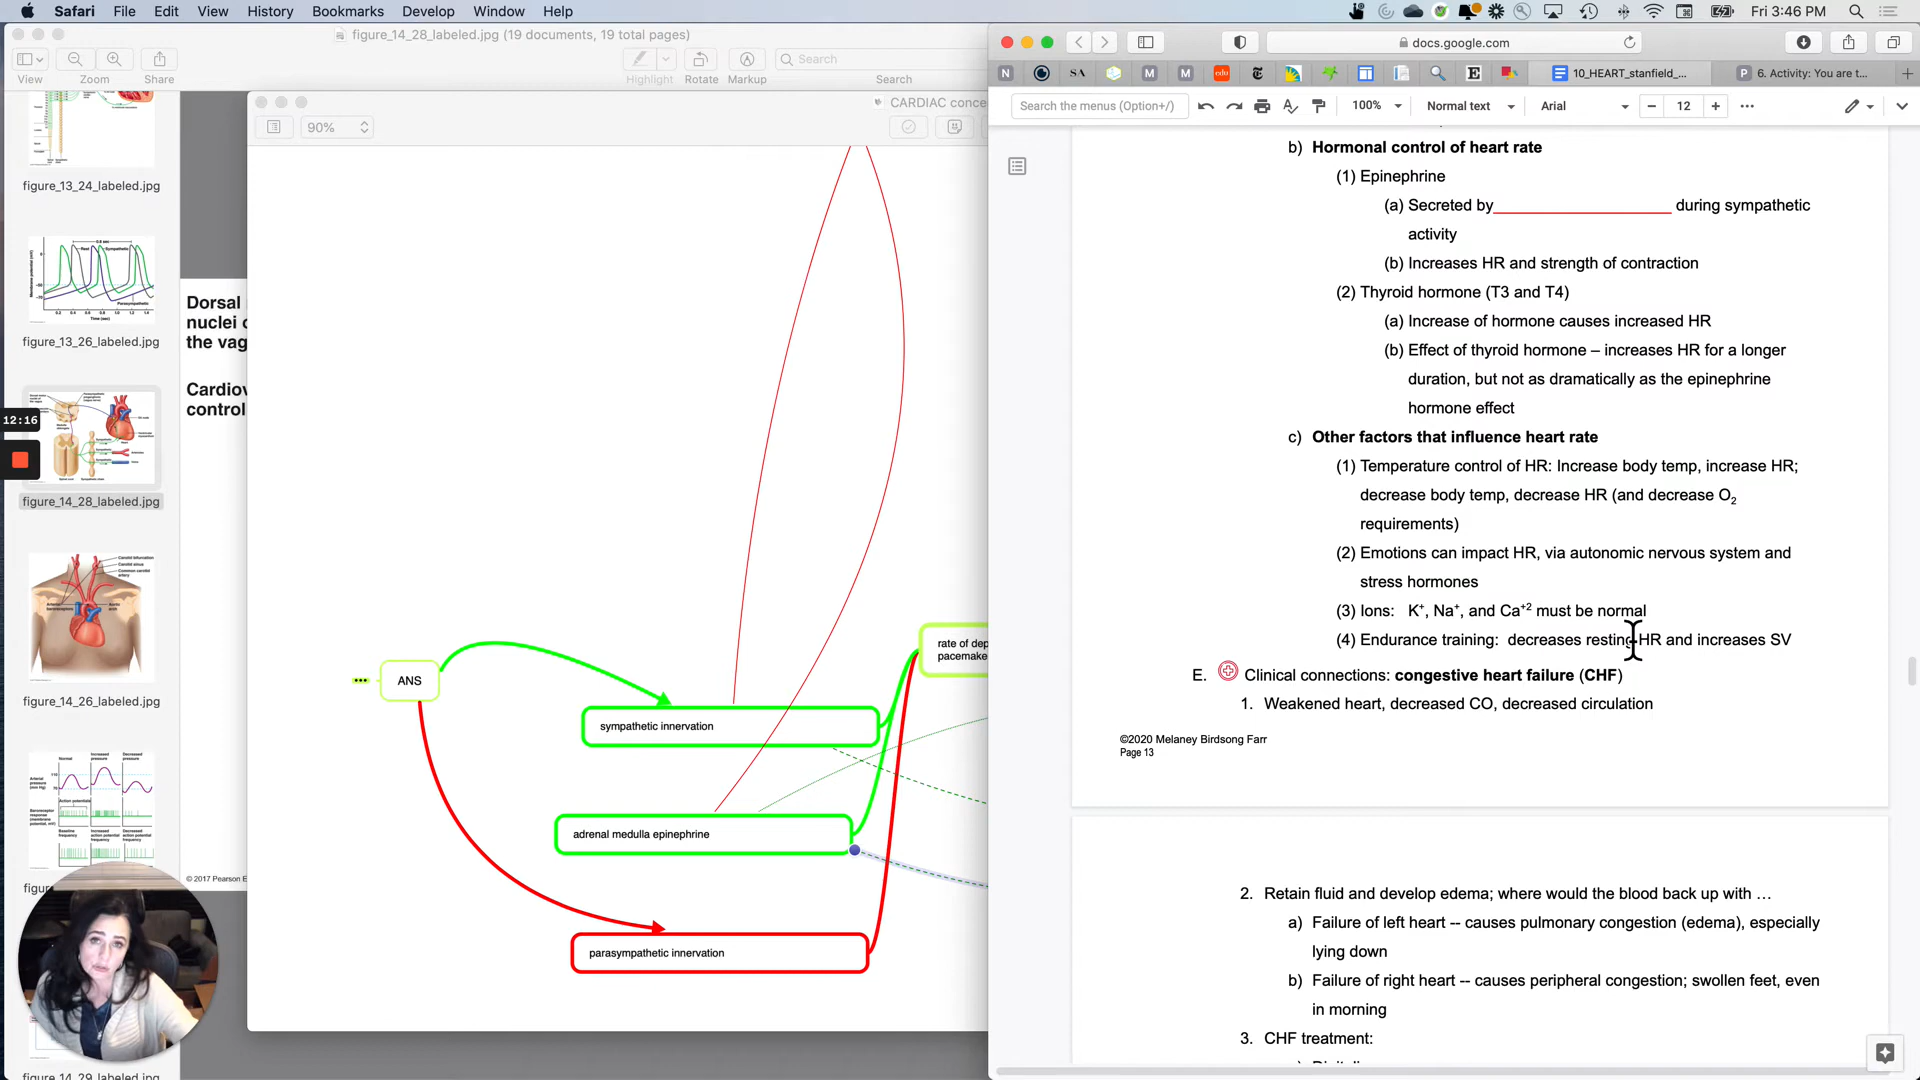 Safari File Edit View History Bookmarks Develop Window Help
Fri 3:46 PM
figure_14_28_labeled.jpg (19 documents, 19 total pages)
View Zoom Share Highlight Rotate Markup Search
Search
figure_13_24_labeled.jpg
figure_13_26_labeled.jpg
12:16
figure_14_28_labeled.jpg
figure_14_26_labeled.jpg
figu
figure_14_29_labeled.jpg
Dorsal
nuclei
the vag
Cardiov
control
© 2017 Pearson E
CARDIAC conce
90%
ANS
sympathetic innervation
adrenal medulla epinephrine
parasympathetic innervation
rate of dep
pacemake
docs.google.com
10_HEART_stanfield_...
6. Activity: You are t...
Search the menus (Option+/)
100% Normal text Arial 12
b) Hormonal control of heart rate
(1) Epinephrine
(a) Secreted by____________________ during sympathetic
activity
(b) Increases HR and strength of contraction
(2) Thyroid hormone (T3 and T4)
(a) Increase of hormone causes increased HR
(b) Effect of thyroid hormone – increases HR for a longer
duration, but not as dramatically as the epinephrine
hormone effect
c) Other factors that influence heart rate
(1) Temperature control of HR: Increase body temp, increase HR;
decrease body temp, decrease HR (and decrease O2
requirements)
(2) Emotions can impact HR, via autonomic nervous system and
stress hormones
(3) Ions: K+, Na+, and Ca+2 must be normal
(4) Endurance training: decreases resting HR and increases SV
E. Clinical connections: congestive heart failure (CHF)
1. Weakened heart, decreased CO, decreased circulation
©2020 Melaney Birdsong Farr
Page 13
2. Retain fluid and develop edema; where would the blood back up with …
a) Failure of left heart -- causes pulmonary congestion (edema), especially
lying down
b) Failure of right heart -- causes peripheral congestion; swollen feet, even
in morning
3. CHF treatment: